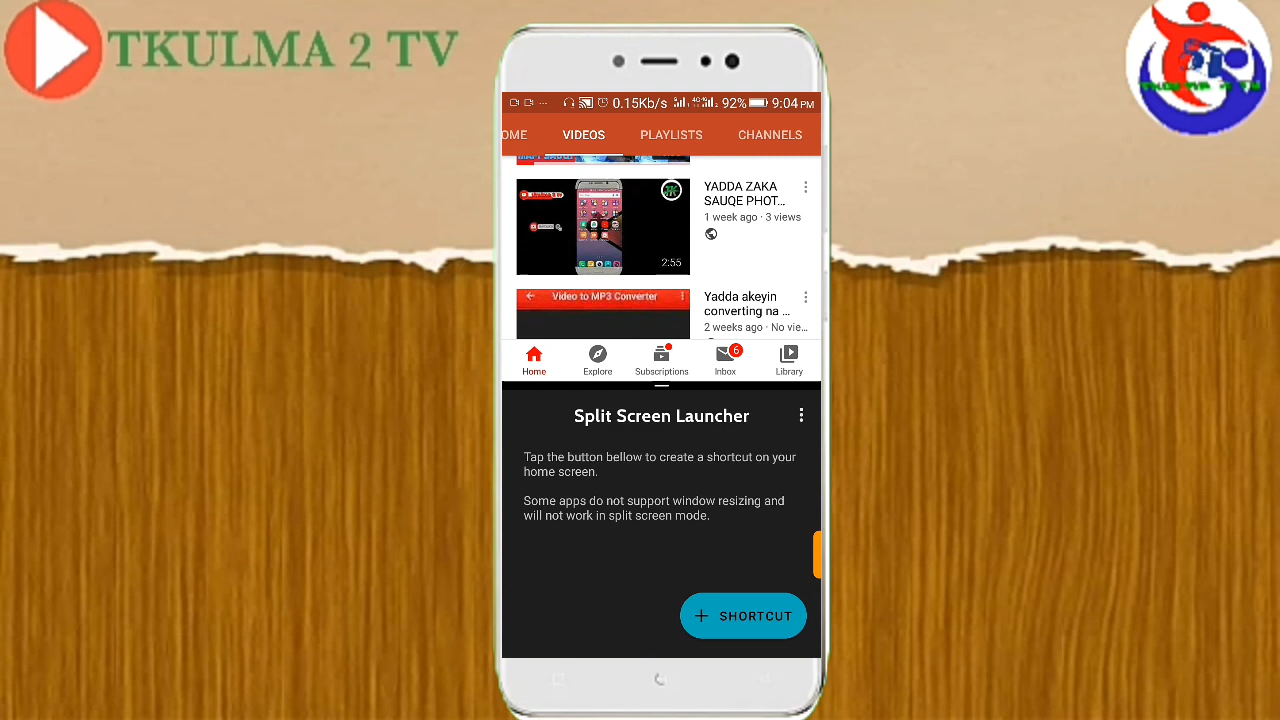 TKULMA 2 TV
0.15Kb/s 92% 9:04 PM
OME VIDEOS PLAYLISTS CHANNELS
YADDA ZAKA
SAUQE PHOT...
1 week ago · 3 views
2:55
Video to MP3 Converter
Yadda akeyin
converting na ...
2 weeks ago · No vie...
Home Explore Subscriptions 6 Inbox Library
Split Screen Launcher
Tap the button bellow to create a shortcut on your
home screen.
Some apps do not support window resizing and
will not work in split screen mode.
+ SHORTCUT